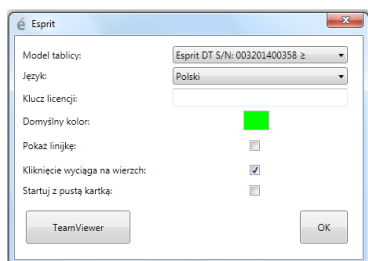 é Esprit
Model tablicy: Esprit DT S/N: 003201400358 ≥
Język: Polski
Klucz licencji:
Domyślny kolor:
Pokaż linijkę:
Kliknięcie wyciąga na wierzch:
Startuj z pustą kartką:
TeamViewer OK